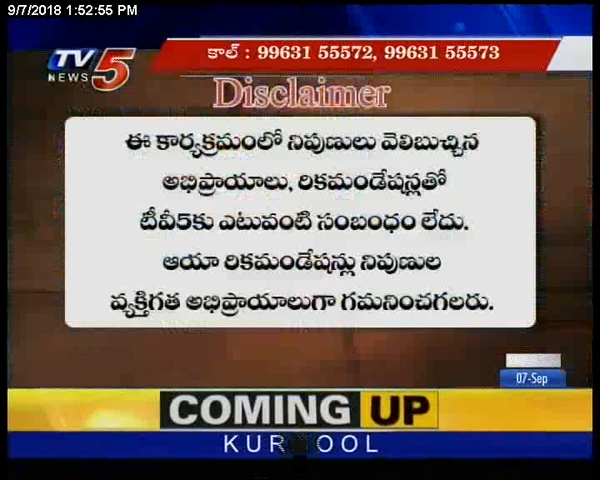 9/7/2018 1:52:55 PM
కాల్ : 99631 55572, 99631 55573
TV5
NEWS
Disclaimer
ఈ కార్యక్రమంలో నిపుణులు వెలిబుచ్చిన
అభిప్రాయాలు, రికమండేషన్లతో
టీవీ5కు ఎటువంటి సంబంధం లేదు.
ఆయా రికమండేషన్లు నిపుణుల
వ్యక్తిగత అభిప్రాయాలుగా గమనించగలరు.
07-Sep
COMING UP